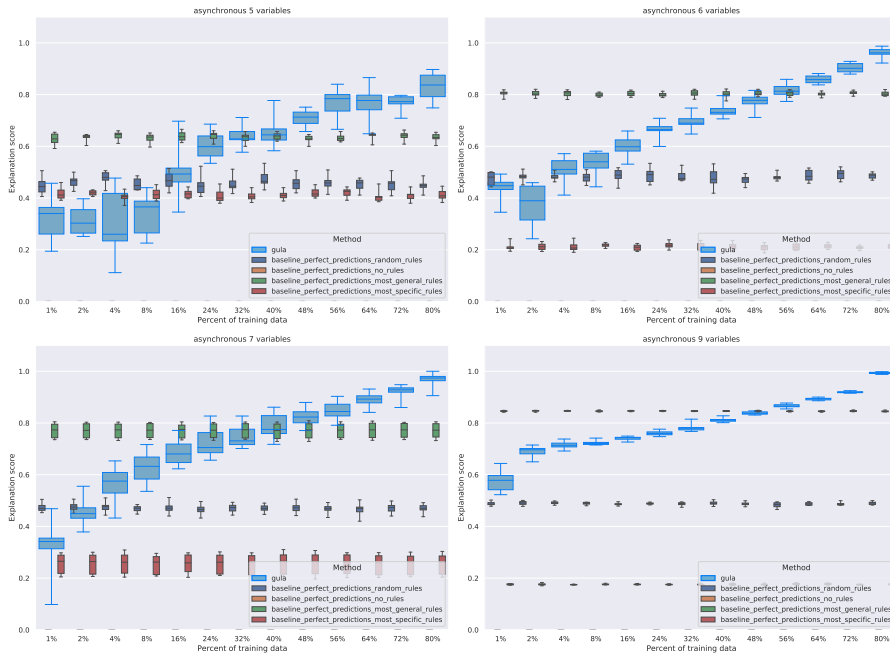 asynchronous 5 variables
1.0
0.8
0.6
0.4
0.2
0.0
Explanation score
Method
gula
baseline_perfect_predictions_random_rules
baseline_perfect_predictions_no_rules
baseline_perfect_predictions_most_general_rules
baseline_perfect_predictions_most_specific_rules
1% 2% 4% 8% 16% 24% 32% 40% 48% 56% 64% 72% 80%
Percent of training data
asynchronous 6 variables
1.0
0.8
0.6
0.4
0.2
0.0
Explanation score
Method
gula
baseline_perfect_predictions_random_rules
baseline_perfect_predictions_no_rules
baseline_perfect_predictions_most_general_rules
baseline_perfect_predictions_most_specific_rules
1% 2% 4% 8% 16% 24% 32% 40% 48% 56% 64% 72% 80%
Percent of training data
asynchronous 7 variables
1.0
0.8
0.6
0.4
0.2
0.0
Explanation score
Method
gula
baseline_perfect_predictions_random_rules
baseline_perfect_predictions_no_rules
baseline_perfect_predictions_most_general_rules
baseline_perfect_predictions_most_specific_rules
1% 2% 4% 8% 16% 24% 32% 40% 48% 56% 64% 72% 80%
Percent of training data
asynchronous 9 variables
1.0
0.8
0.6
0.4
0.2
0.0
Explanation score
Method
gula
baseline_perfect_predictions_random_rules
baseline_perfect_predictions_no_rules
baseline_perfect_predictions_most_general_rules
baseline_perfect_predictions_most_specific_rules
1% 2% 4% 8% 16% 24% 32% 40% 48% 56% 64% 72% 80%
Percent of training data